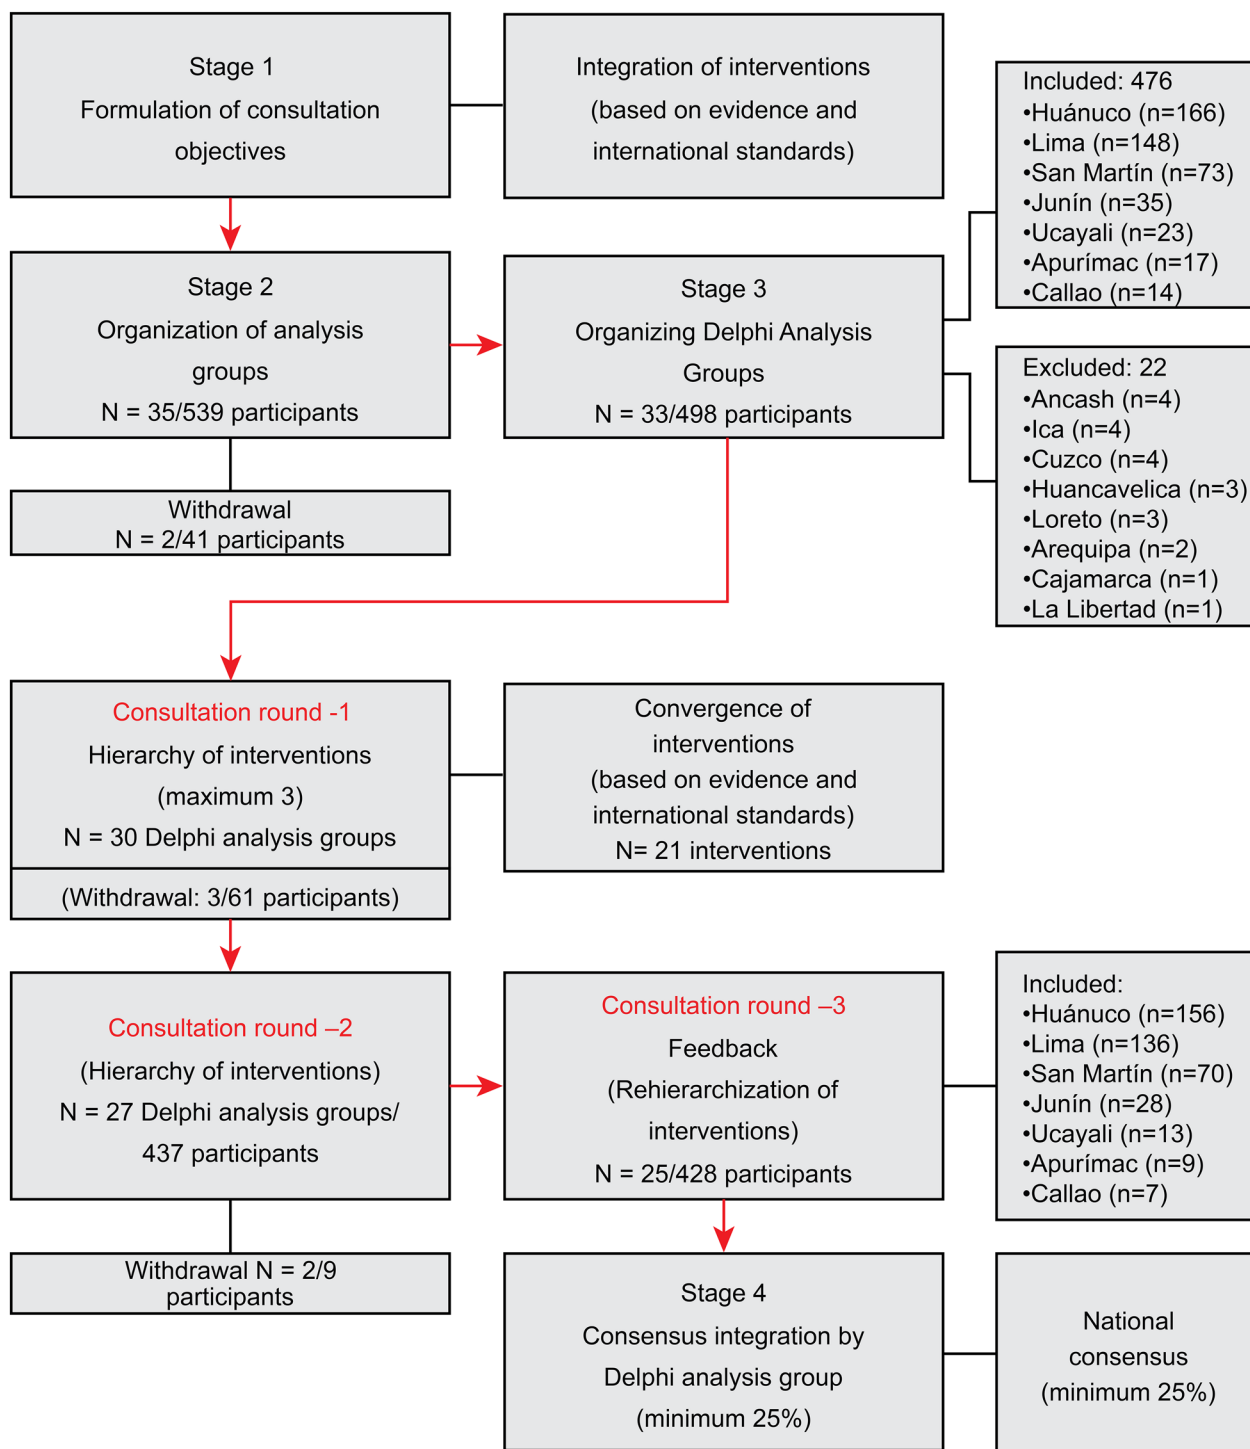 Stage 1
Formulation of consultation
objectives
Integration of interventions
(based on evidence and
international standards)
Included: 476
•Huánuco (n=166)
•Lima (n=148)
•San Martín (n=73)
•Junín (n=35)
•Ucayali (n=23)
•Apurímac (n=17)
•Callao (n=14)
Stage 2
Organization of analysis
groups
N = 35/539 participants
Stage 3
Organizing Delphi Analysis
Groups
N = 33/498 participants
Excluded: 22
•Ancash (n=4)
•Ica (n=4)
•Cuzco (n=4)
•Huancavelica (n=3)
•Loreto (n=3)
•Arequipa (n=2)
•Cajamarca (n=1)
•La Libertad (n=1)
Withdrawal
N = 2/41 participants
Consultation round -1
Hierarchy of interventions
(maximum 3)
N = 30 Delphi analysis groups
(Withdrawal: 3/61 participants)
Convergence of
interventions
(based on evidence and
international standards)
N= 21 interventions
Consultation round –2
(Hierarchy of interventions)
N = 27 Delphi analysis groups/
437 participants
Consultation round –3
Feedback
(Rehierarchization of
interventions)
N = 25/428 participants
Included:
•Huánuco (n=156)
•Lima (n=136)
•San Martín (n=70)
•Junín (n=28)
•Ucayali (n=13)
•Apurímac (n=9)
•Callao (n=7)
Withdrawal N = 2/9
participants
Stage 4
Consensus integration by
Delphi analysis group
(minimum 25%)
National
consensus
(minimum 25%)